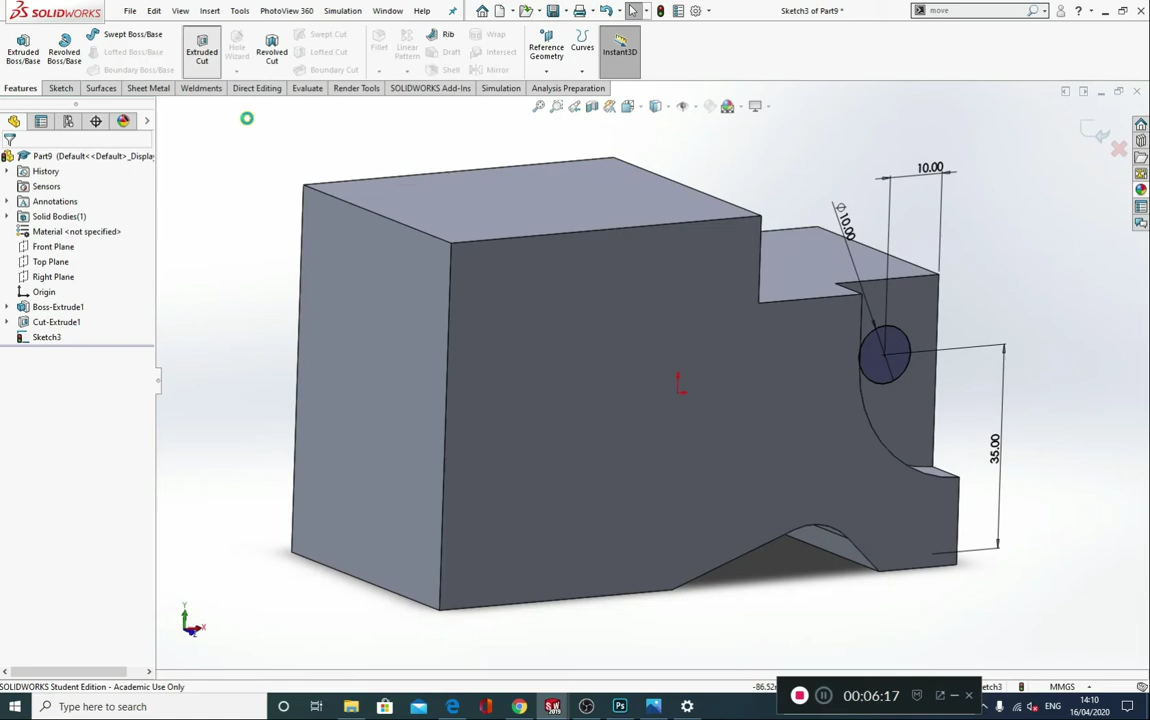 SOLIDWORKS File Edit View Insert Tools PhotoView 360 Simulation Window Help Sketch3 of Part9 * move
Extruded Boss/Base
Revolved Boss/Base
Swept Boss/Base
Lofted Boss/Base
Boundary Boss/Base
Extruded Cut
Hole Wizard
Revolved Cut
Swept Cut
Lofted Cut
Boundary Cut
Fillet
Linear Pattern
Rib
Draft
Shell
Wrap
Intersect
Mirror
Reference Geometry
Curves
Instant3D
Features Sketch Surfaces Sheet Metal Weldments Direct Editing Evaluate Render Tools SOLIDWORKS Add-Ins Simulation Analysis Preparation
Part9 (Default<<Default>_Display
History
Sensors
Annotations
Solid Bodies(1)
Material <not specified>
Front Plane
Top Plane
Right Plane
Origin
Boss-Extrude1
Cut-Extrude1
Sketch3
10.00
Ø10.00
35.00
Y
X
SOLIDWORKS Student Edition - Academic Use Only
MMGS
Type here to search
00:06:17
ENG
14:10
16/04/2020